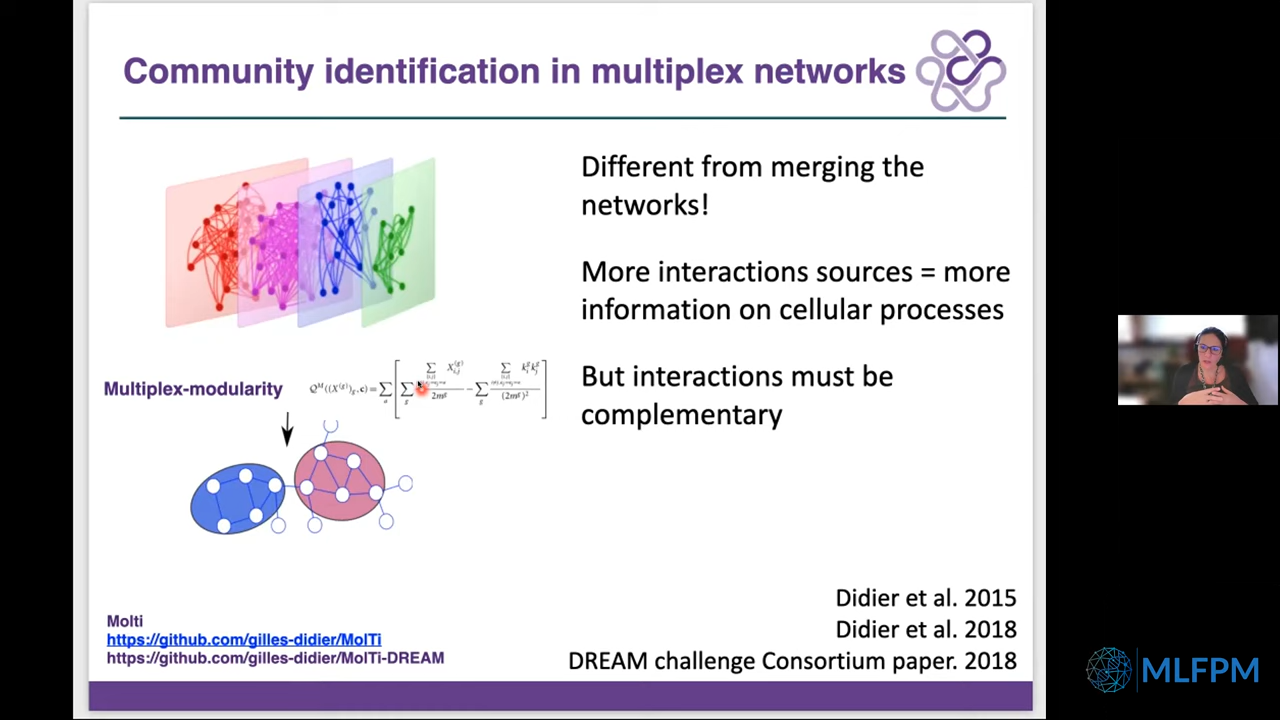 Community identification in multiplex networks
Different from merging the
networks!
More interactions sources = more
information on cellular processes
Multiplex-modularity
But interactions must be
complementary
Molti
https://github.com/gilles-didier/MolTi
https://github.com/gilles-didier/MolTi-DREAM
Didier et al. 2015
Didier et al. 2018
DREAM challenge Consortium paper. 2018
MLFPM